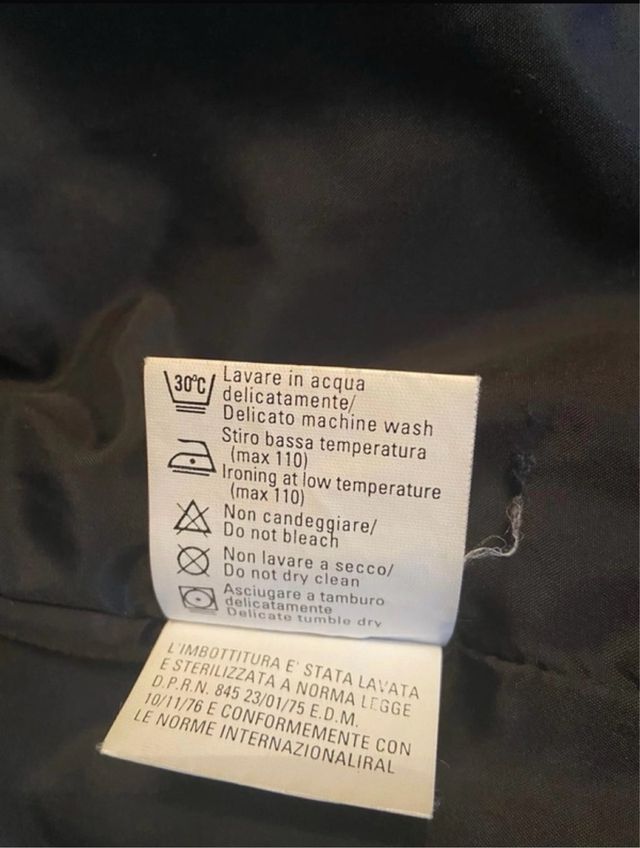 30°C
Lavare in acqua
delicatamente/
Delicato machine wash
Stiro bassa temperatura
(max 110)
Ironing at low temperature
(max 110)
Non candeggiare/
Do not bleach
Non lavare a secco/
Do not dry clean
Asciugare a tamburo
delicatamente
Delicate tumble dry
L'IMBOTTITURA E' STATA LAVATA
E STERILIZZATA A NORMA LEGGE
D.P.R.N. 845 23/01/75 E.D.M.
10/11/76 E CONFORMEMENTE CON
LE NORME INTERNAZIONALIRAL